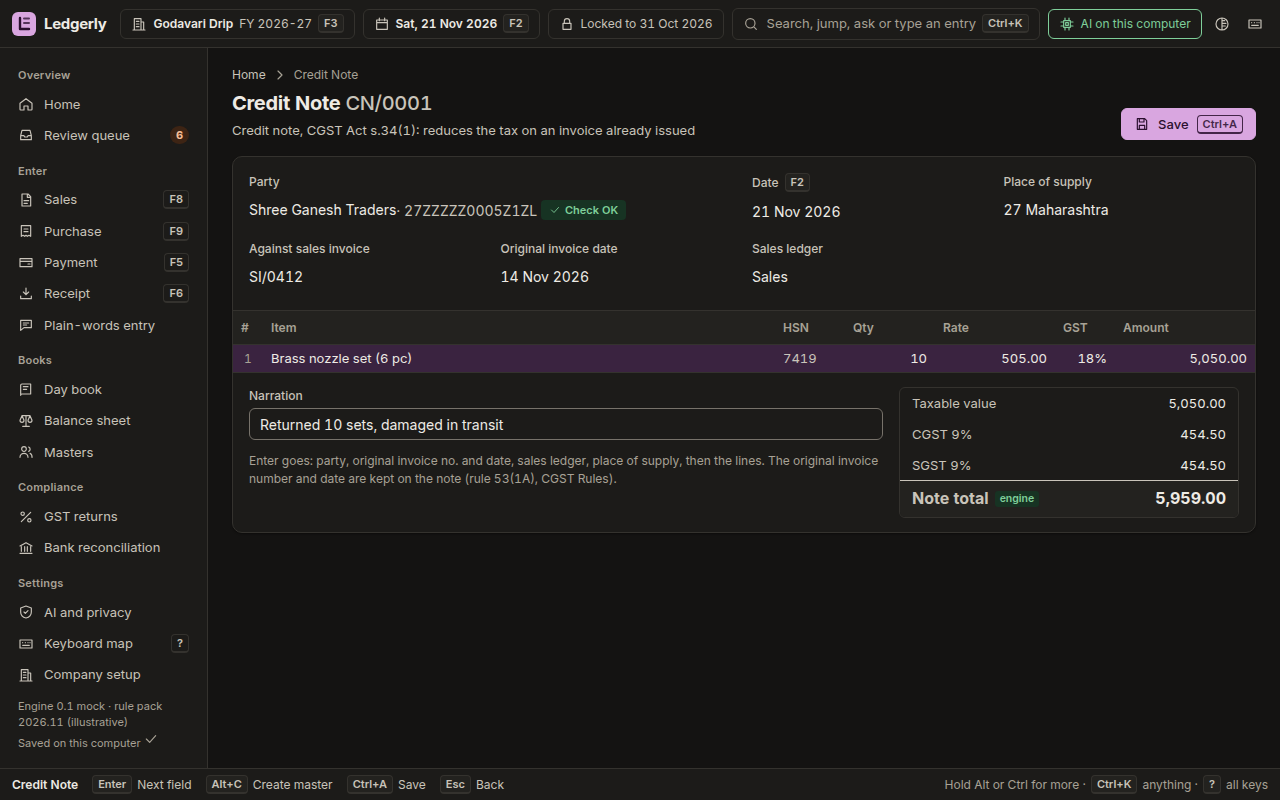 Ledgerly
Godavari Drip FY 2026-27 F3
Sat, 21 Nov 2026 F2
Locked to 31 Oct 2026
Search, jump, ask or type an entry Ctrl+K
AI on this computer
Overview
Home
Review queue 6
Enter
Sales F8
Purchase F9
Payment F5
Receipt F6
Plain-words entry
Books
Day book
Balance sheet
Masters
Compliance
GST returns
Bank reconciliation
Settings
AI and privacy
Keyboard map ?
Company setup
Engine 0.1 mock · rule pack
2026.11 (illustrative)
Saved on this computer
Home > Credit Note
Credit Note CN/0001
Credit note, CGST Act s.34(1): reduces the tax on an invoice already issued
Save Ctrl+A
Party
Date F2
Place of supply
Shree Ganesh Traders · 27ZZZZZ0005Z1ZL Check OK
21 Nov 2026
27 Maharashtra
Against sales invoice
Original invoice date
Sales ledger
SI/0412
14 Nov 2026
Sales
# Item HSN Qty Rate GST Amount
1 Brass nozzle set (6 pc) 7419 10 505.00 18% 5,050.00
Narration
Returned 10 sets, damaged in transit
Enter goes: party, original invoice no. and date, sales ledger, place of supply, then the lines. The original invoice
number and date are kept on the note (rule 53(1A), CGST Rules).
Taxable value 5,050.00
CGST 9% 454.50
SGST 9% 454.50
Note total engine 5,959.00
Credit Note Enter Next field Alt+C Create master Ctrl+A Save Esc Back
Hold Alt or Ctrl for more · Ctrl+K anything · ? all keys